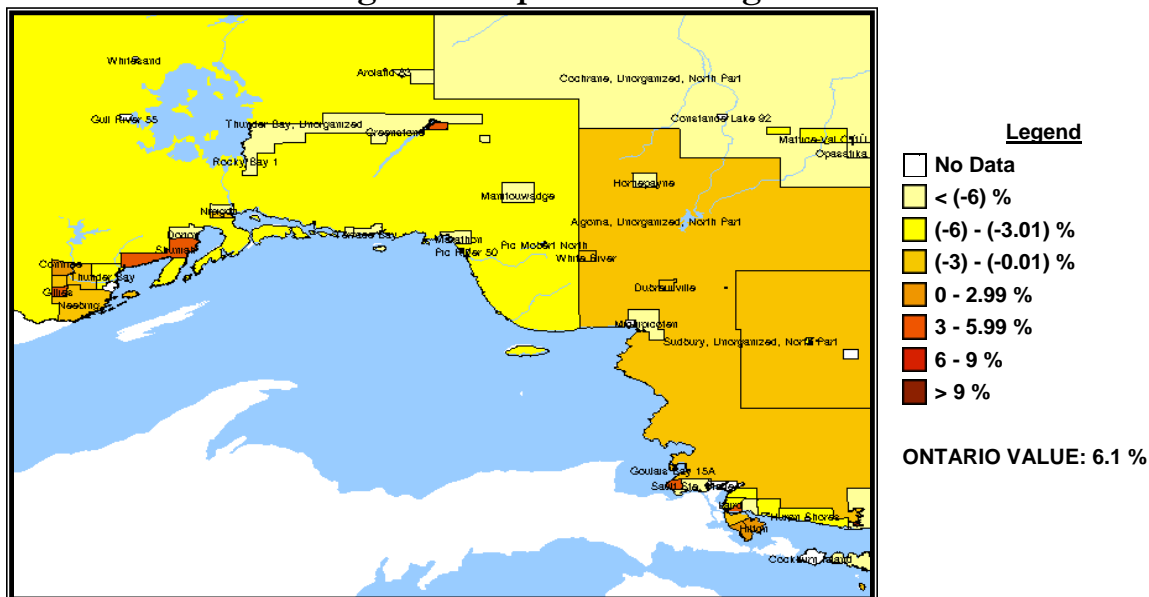 Whitesand
Aroland 83
Cochrane, Unorganized, North Part
Gull River 55
Thunder Bay, Unorganized
Greenstone
Constance Lake 92
Opasatika
Rocky Bay 1
Manitouwadge
Hornepayne
Nipigon
Algoma, Unorganized, North Part
Dorion
Terrace Bay
Marathon
Pic Mobert North
Shuniah
Pic River 50
White River
Conmee
Thunder Bay
Gillies
Neebing
Dubreuilville
Michipicoten
Sudbury, Unorganized, North Part
Goulais Bay 15A
Sault Ste. Marie
Laird
Huron Shores
Hilton
Cockburn Island
Legend
No Data
< (-6) %
(-6) - (-3.01) %
(-3) - (-0.01) %
0 - 2.99 %
3 - 5.99 %
6 - 9 %
> 9 %
ONTARIO VALUE: 6.1 %